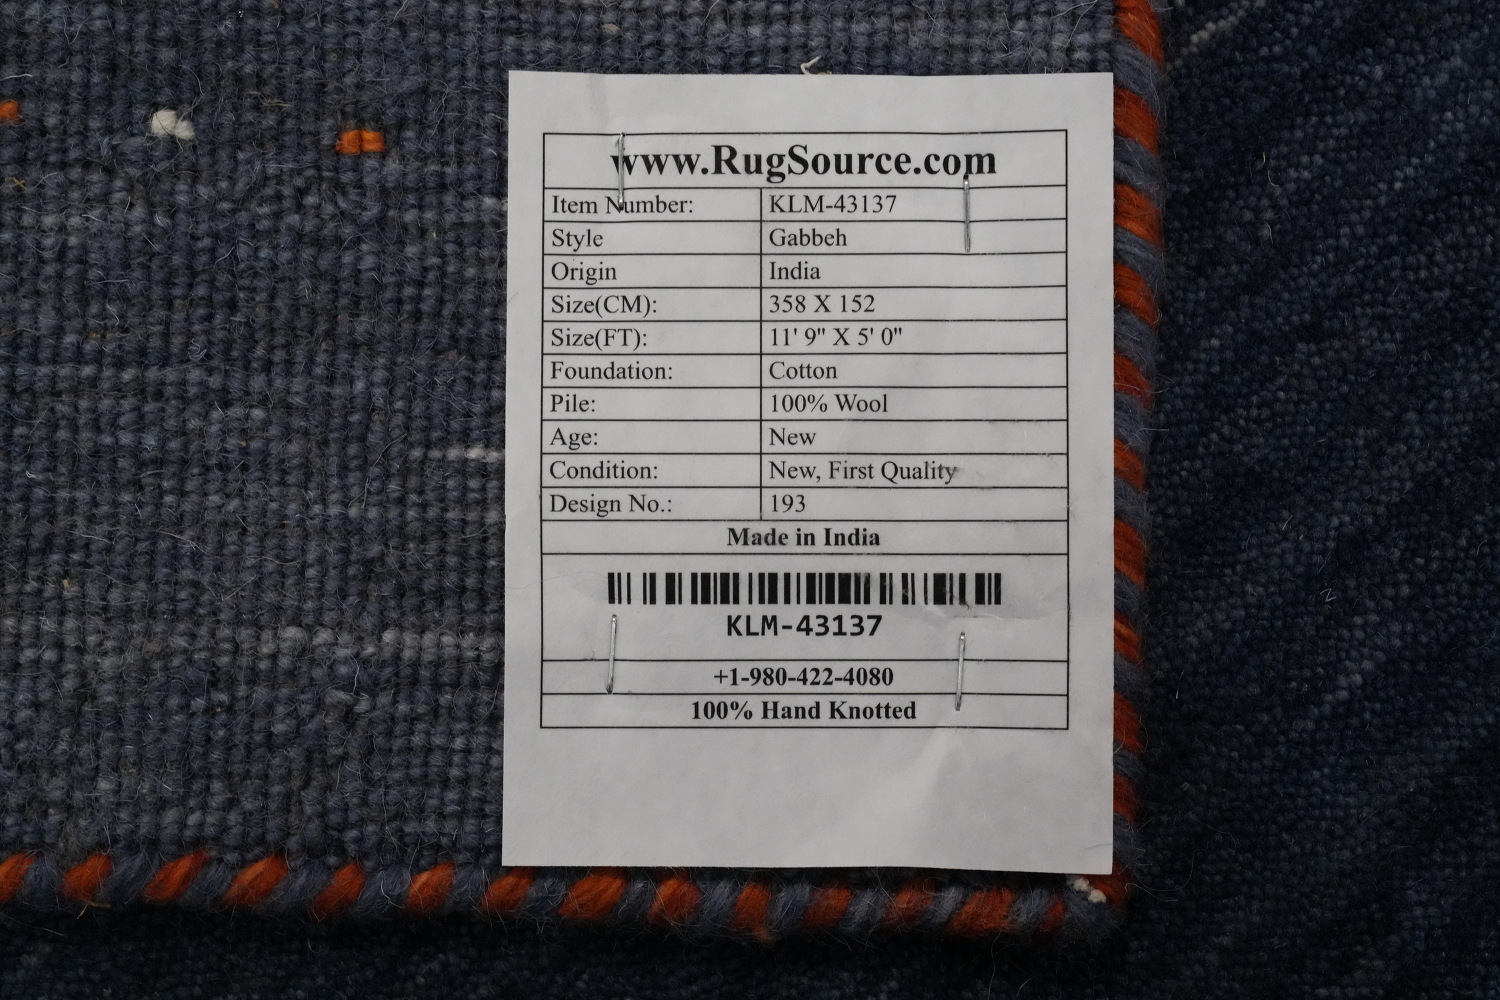 www.RugSource.com
Item Number: KLM-43137
Style Gabbeh
Origin India
Size(CM): 358 X 152
Size(FT): 11' 9" X 5' 0"
Foundation: Cotton
Pile: 100% Wool
Age: New
Condition: New, First Quality
Design No.: 193
Made in India
KLM-43137
+1-980-422-4080
100% Hand Knotted